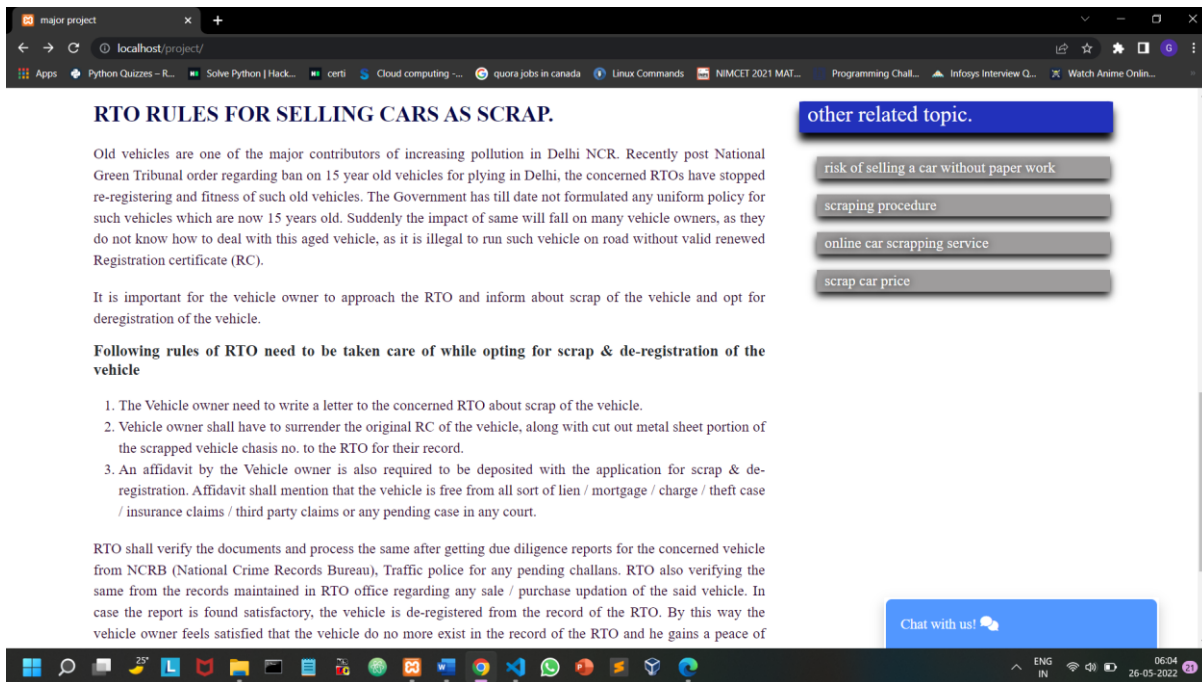 major project
localhost/project/
Apps
Python Quizzes – R...
Solve Python | Hack...
certi
Cloud computing -...
quora jobs in canada
Linux Commands
NIMCET 2021 MAT...
Programming Chall...
Infosys Interview Q...
Watch Anime Onlin...
RTO RULES FOR SELLING CARS AS SCRAP.
Old vehicles are one of the major contributors of increasing pollution in Delhi NCR. Recently post National
Green Tribunal order regarding ban on 15 year old vehicles for plying in Delhi, the concerned RTOs have stopped
re-registering and fitness of such old vehicles. The Government has till date not formulated any uniform policy for
such vehicles which are now 15 years old. Suddenly the impact of same will fall on many vehicle owners, as they
do not know how to deal with this aged vehicle, as it is illegal to run such vehicle on road without valid renewed
Registration certificate (RC).
It is important for the vehicle owner to approach the RTO and inform about scrap of the vehicle and opt for
deregistration of the vehicle.
Following rules of RTO need to be taken care of while opting for scrap & de-registration of the
vehicle
1. The Vehicle owner need to write a letter to the concerned RTO about scrap of the vehicle.
2. Vehicle owner shall have to surrender the original RC of the vehicle, along with cut out metal sheet portion of
the scrapped vehicle chasis no. to the RTO for their record.
3. An affidavit by the Vehicle owner is also required to be deposited with the application for scrap & de-
registration. Affidavit shall mention that the vehicle is free from all sort of lien / mortgage / charge / theft case
/ insurance claims / third party claims or any pending case in any court.
RTO shall verify the documents and process the same after getting due diligence reports for the concerned vehicle
from NCRB (National Crime Records Bureau), Traffic police for any pending challans. RTO also verifying the
same from the records maintained in RTO office regarding any sale / purchase updation of the said vehicle. In
case the report is found satisfactory, the vehicle is de-registered from the record of the RTO. By this way the
vehicle owner feels satisfied that the vehicle do no more exist in the record of the RTO and he gains a peace of
other related topic.
risk of selling a car without paper work
scraping procedure
online car scrapping service
scrap car price
Chat with us!
25°
ENG
IN
06:04
26-05-2022
21